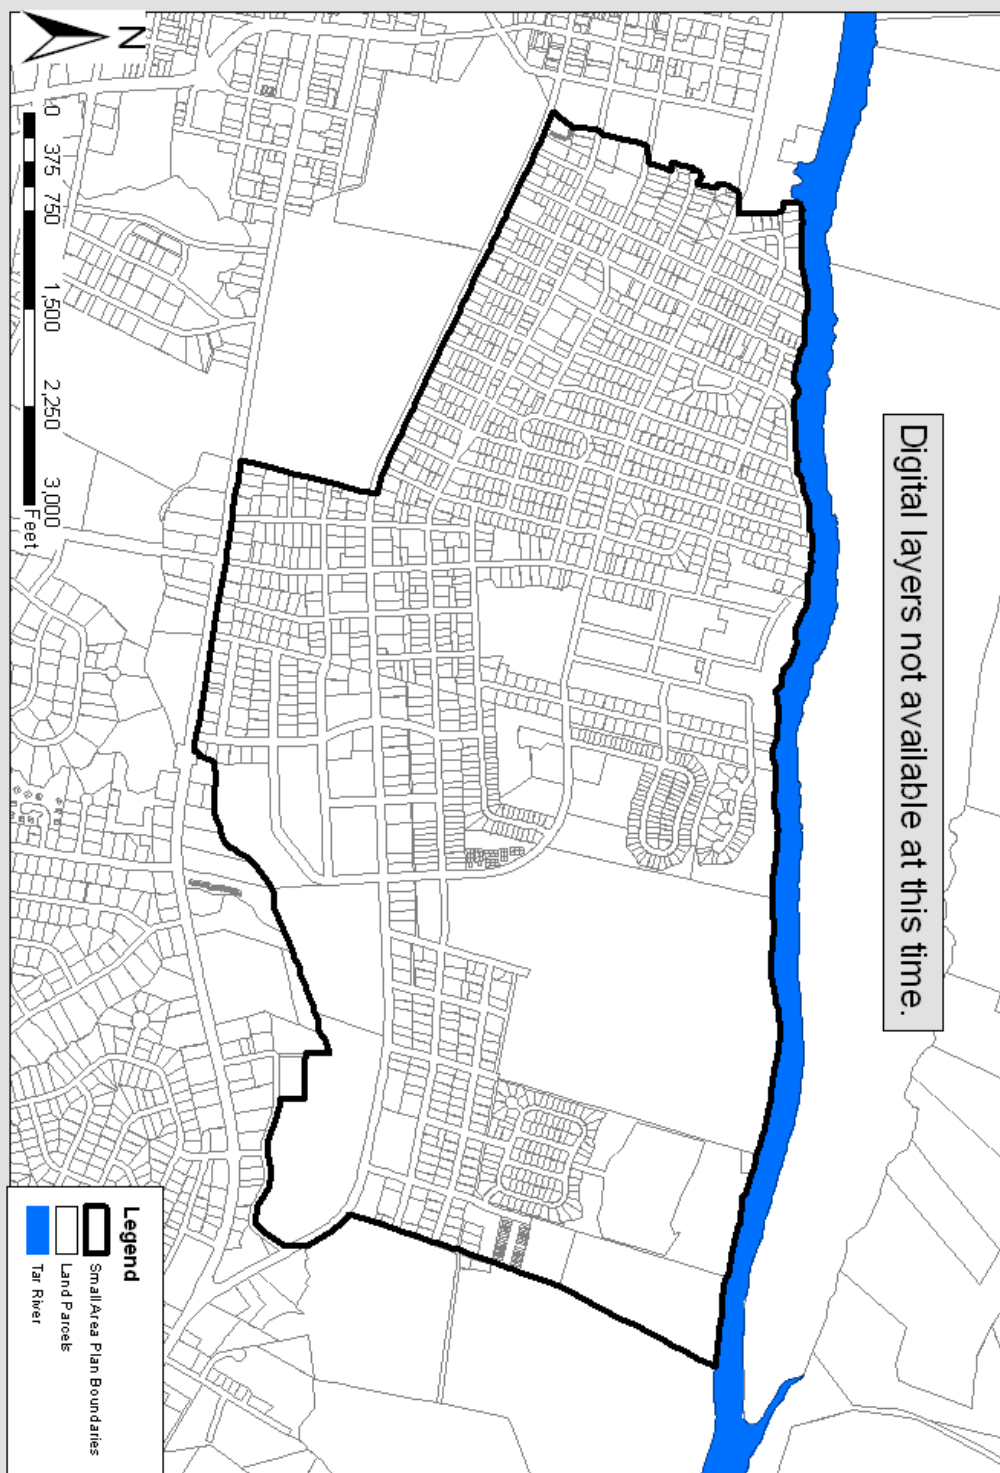 Digital layers not available at this time.
N
0 375 750 1,500 2,250 3,000
Feet
Legend
Small Area Plan Boundaries
Land Parcels
Tar River